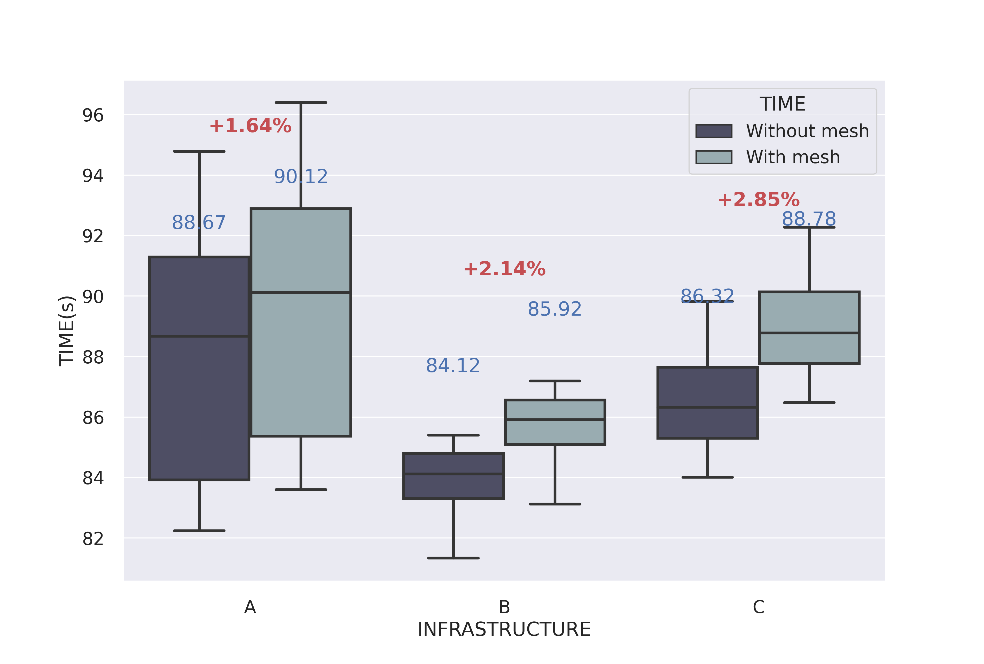 TIME
Without mesh
With mesh
+1.64%
88.67
90.12
+2.14%
84.12
85.92
+2.85%
86.32
88.78
96
94
92
90
88
86
84
82
TIME(s)
A
B
C
INFRASTRUCTURE